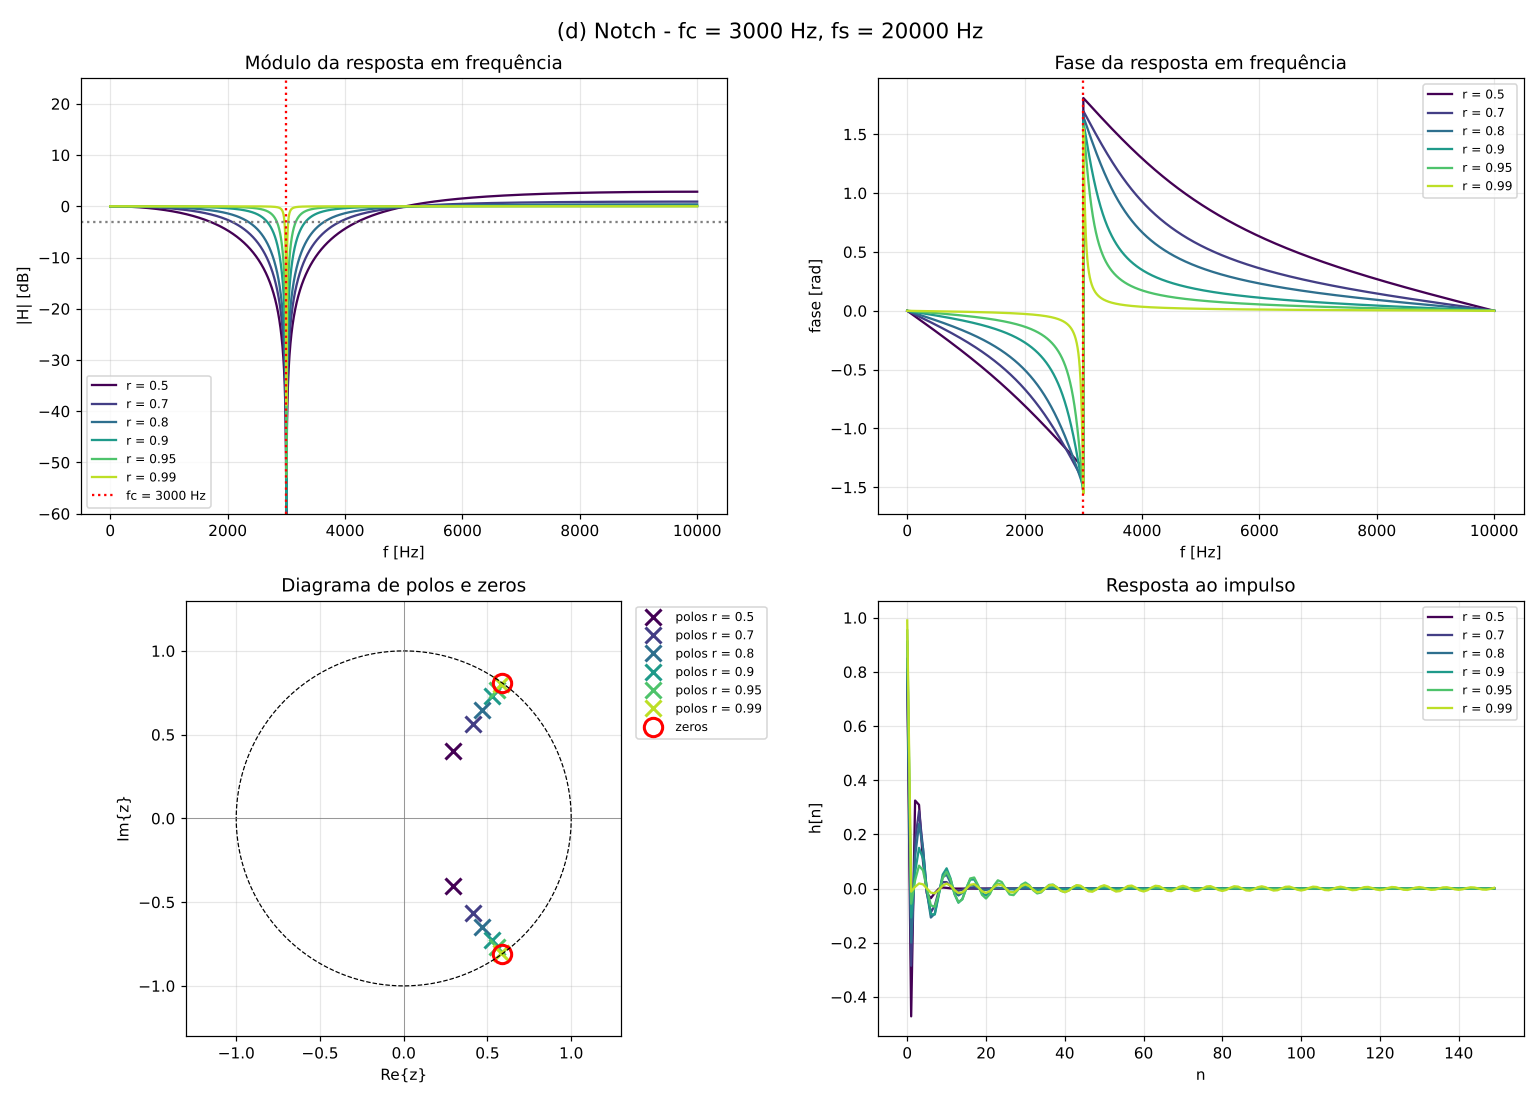 (d) Notch - fc = 3000 Hz, fs = 20000 Hz
Módulo da resposta em frequência
20
10
0
−10
−20
−30
−40
−50
−60
|H| [dB]
r = 0.5
r = 0.7
r = 0.8
r = 0.9
r = 0.95
r = 0.99
fc = 3000 Hz
0 2000 4000 6000 8000 10000
f [Hz]
Fase da resposta em frequência
1.5
1.0
0.5
0.0
−0.5
−1.0
−1.5
fase [rad]
r = 0.5
r = 0.7
r = 0.8
r = 0.9
r = 0.95
r = 0.99
0 2000 4000 6000 8000 10000
f [Hz]
Diagrama de polos e zeros
1.0
0.5
0.0
−0.5
−1.0
Im{z}
−1.0 −0.5 0.0 0.5 1.0
Re{z}
polos r = 0.5
polos r = 0.7
polos r = 0.8
polos r = 0.9
polos r = 0.95
polos r = 0.99
zeros
Resposta ao impulso
1.0
0.8
0.6
0.4
0.2
0.0
−0.2
−0.4
h[n]
r = 0.5
r = 0.7
r = 0.8
r = 0.9
r = 0.95
r = 0.99
0 20 40 60 80 100 120 140
n